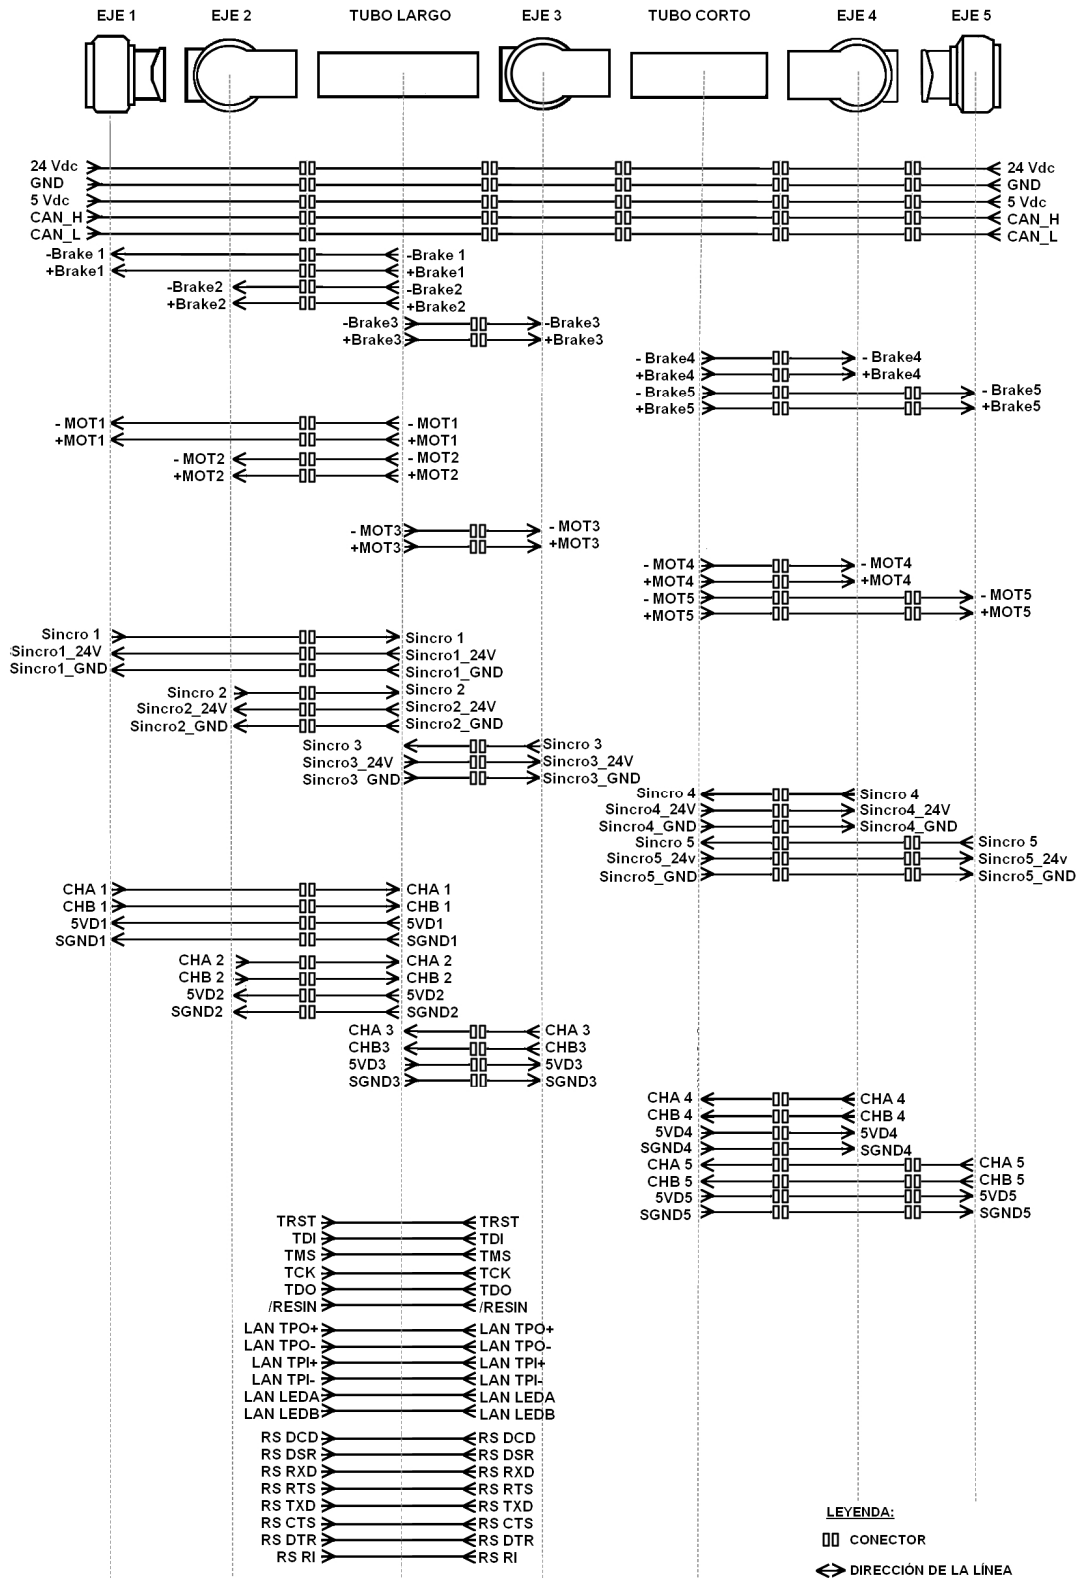 EJE 1 EJE 2 TUBO LARGO EJE 3 TUBO CORTO EJE 4 EJE 5
24 Vdc 24 Vdc
GND GND
5 Vdc 5 Vdc
CAN_H CAN_H
CAN_L CAN_L
-Brake 1 -Brake 1
+Brake1 +Brake1
-Brake2 -Brake2
+Brake2 +Brake2
-Brake3 -Brake3
+Brake3 +Brake3
- Brake4 - Brake4
+Brake4 +Brake4
- Brake5 - Brake5
+Brake5 +Brake5
- MOT1 - MOT1
+MOT1 +MOT1
- MOT2 - MOT2
+MOT2 +MOT2
- MOT3 - MOT3
+MOT3 +MOT3
- MOT4 - MOT4
+MOT4 +MOT4
- MOT5 - MOT5
+MOT5 +MOT5
Sincro 1 Sincro 1
Sincro1_24V Sincro1_24V
Sincro1_GND Sincro1_GND
Sincro 2 Sincro 2
Sincro2_24V Sincro2_24V
Sincro2_GND Sincro2_GND
Sincro 3 Sincro 3
Sincro3_24V Sincro3_24V
Sincro3_GND Sincro3_GND
Sincro 4 Sincro 4
Sincro4_24V Sincro4_24V
Sincro4_GND Sincro4_GND
Sincro 5 Sincro 5
Sincro5_24v Sincro5_24v
Sincro5_GND Sincro5_GND
CHA 1 CHA 1
CHB 1 CHB 1
5VD1 5VD1
SGND1 SGND1
CHA 2 CHA 2
CHB 2 CHB 2
5VD2 5VD2
SGND2 SGND2
CHA 3 CHA 3
CHB3 CHB3
5VD3 5VD3
SGND3 SGND3
CHA 4 CHA 4
CHB 4 CHB 4
5VD4 5VD4
SGND4 SGND4
CHA 5 CHA 5
CHB 5 CHB 5
5VD5 5VD5
SGND5 SGND5
TRST TRST
TDI TDI
TMS TMS
TCK TCK
TDO TDO
/RESIN /RESIN
LAN TPO+ LAN TPO+
LAN TPO- LAN TPO-
LAN TPI+ LAN TPI+
LAN TPI- LAN TPI-
LAN LEDA LAN LEDA
LAN LEDB LAN LEDB
RS DCD RS DCD
RS DSR RS DSR
RS RXD RS RXD
RS RTS RS RTS
RS TXD RS TXD
RS CTS RS CTS
RS DTR RS DTR
RS RI RS RI
LEYENDA:
CONECTOR
DIRECCIÓN DE LA LÍNEA